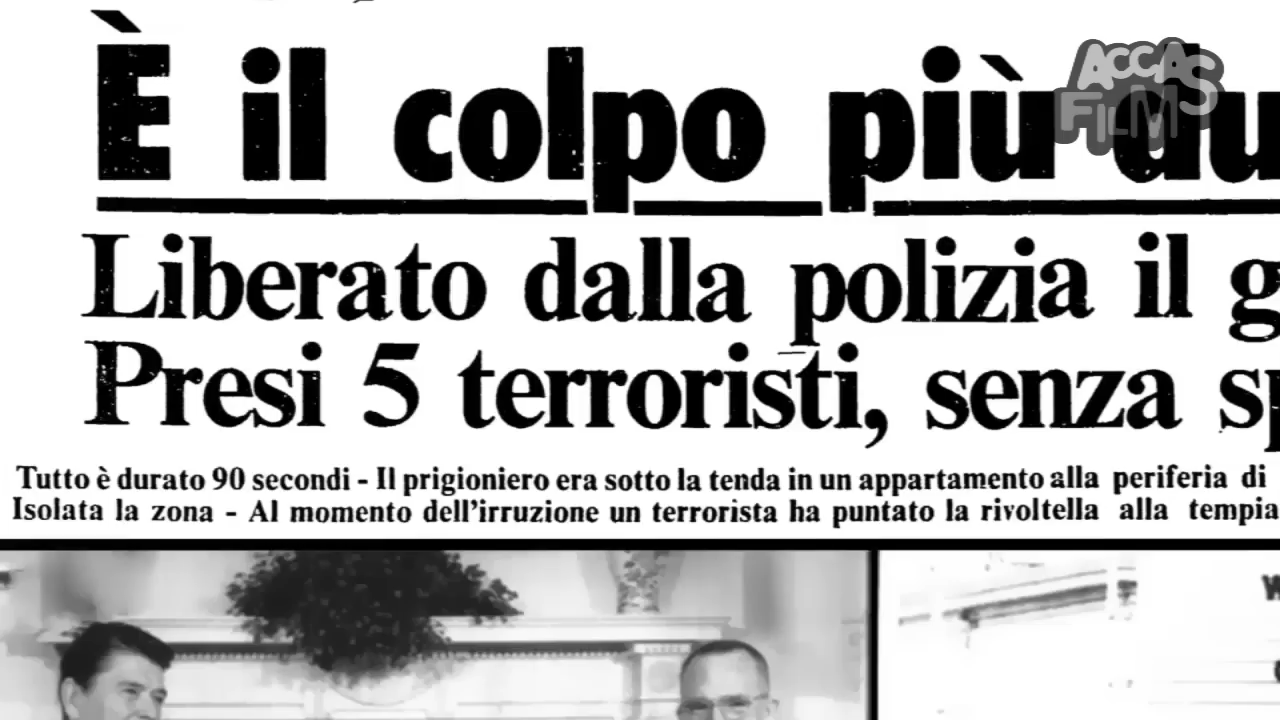 È il colpo più du
Liberato dalla polizia il g
Presi 5 terroristi, senza sp
Tutto è durato 90 secondi - Il prigioniero era sotto la tenda in un appartamento alla periferia di
Isolata la zona - Al momento dell'irruzione un terrorista ha puntato la rivoltella alla tempia
ACCAS
FILM